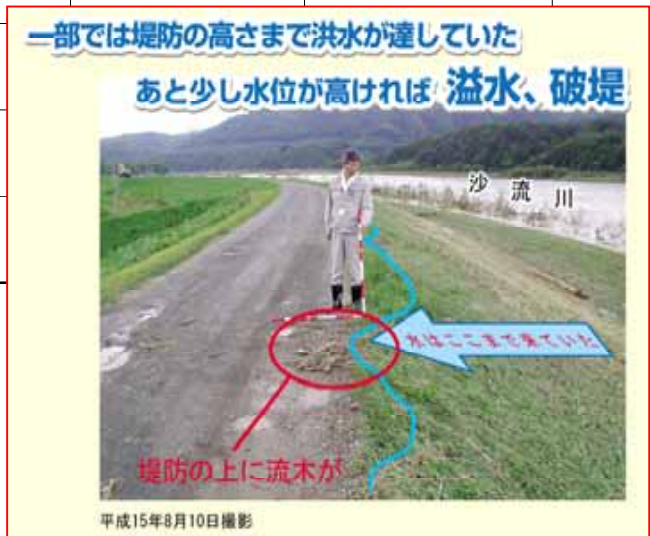 一部では堤防の高さまで洪水が達していた
あと少し水位が高ければ 溢水、破堤
沙流川
水はここまで来ていた
堤防の上に流木が
平成15年8月10日撮影